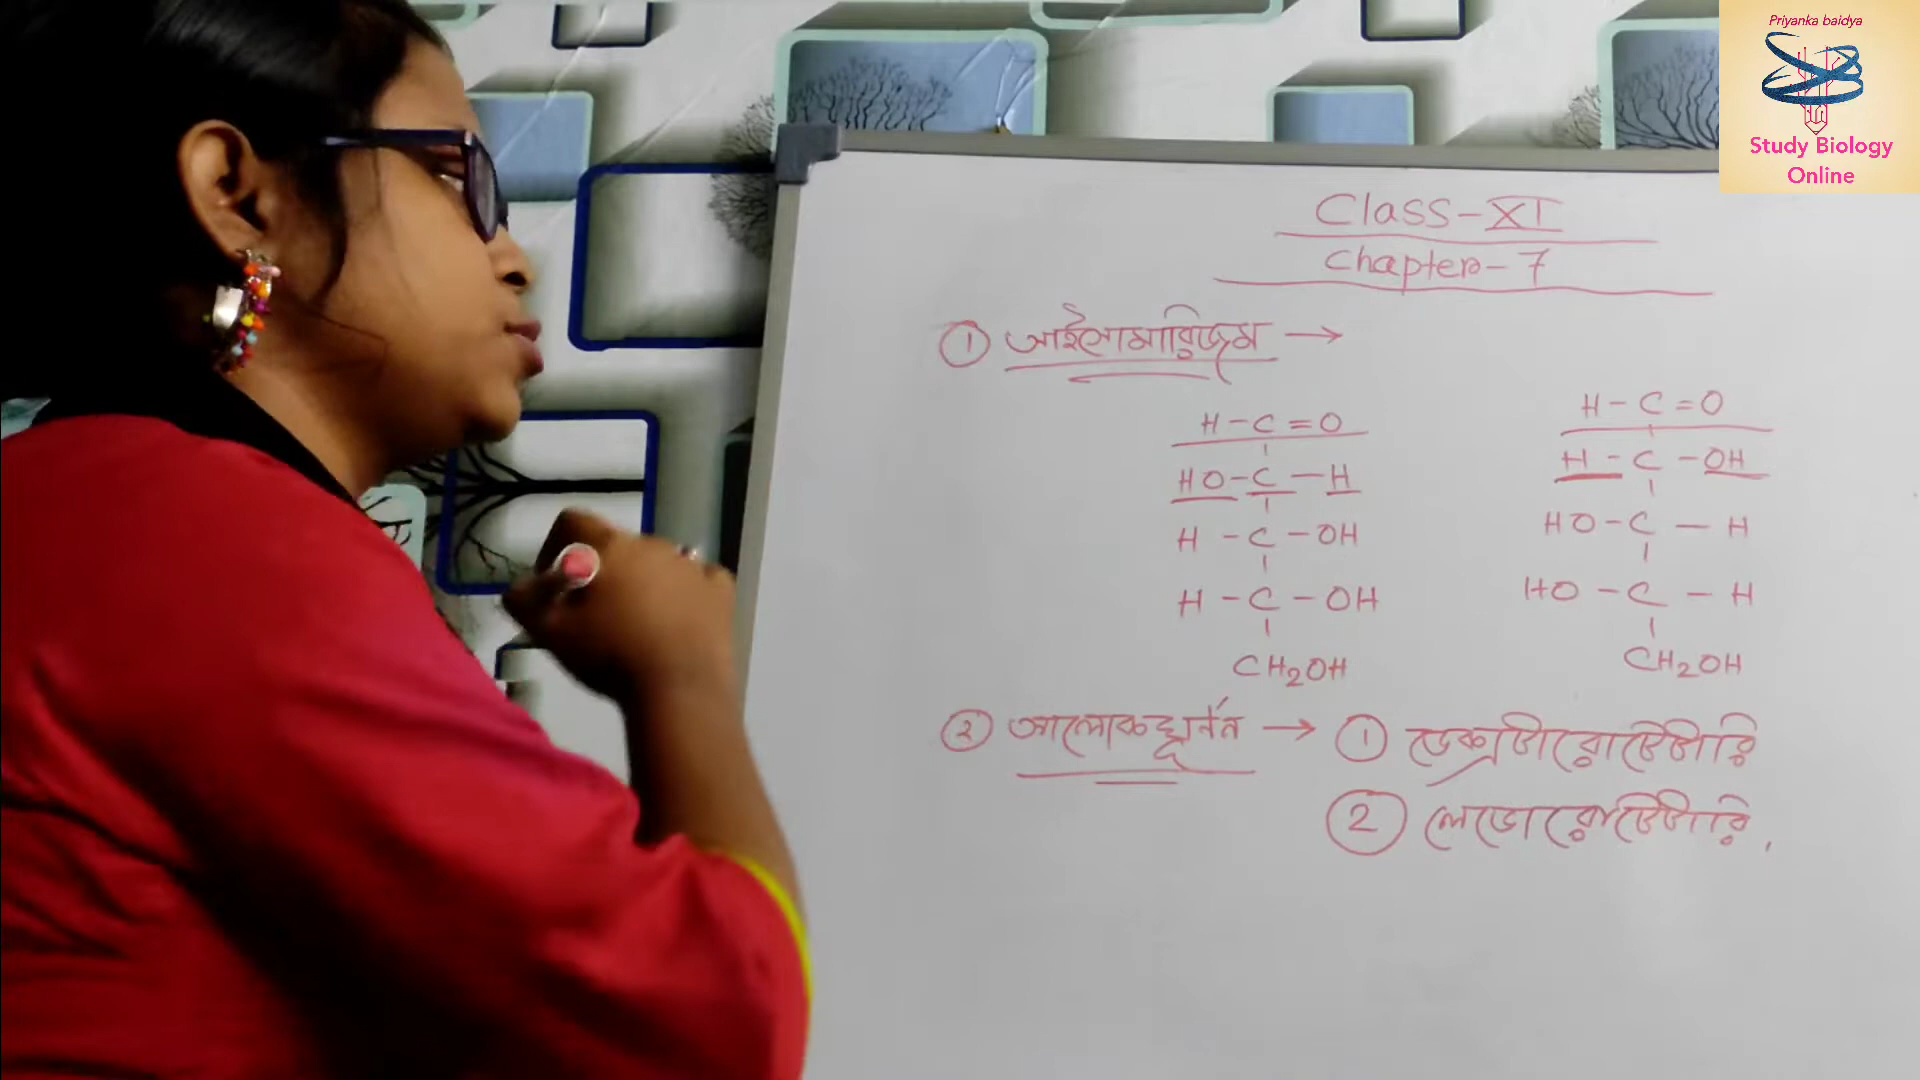 Priyanka baidya
Study Biology
Online
Class-XI
Chapter-7
① আইসোমারিজম →
H-C=O
HO-C-H
H-C-OH
H-C-OH
CH₂OH
H-C=O
H-C-OH
HO-C-H
HO-C-H
CH₂OH
② আলোকঘূর্নন → ① ডেক্সট্রোরোটেটারি
② লেভোরোটেটারি.